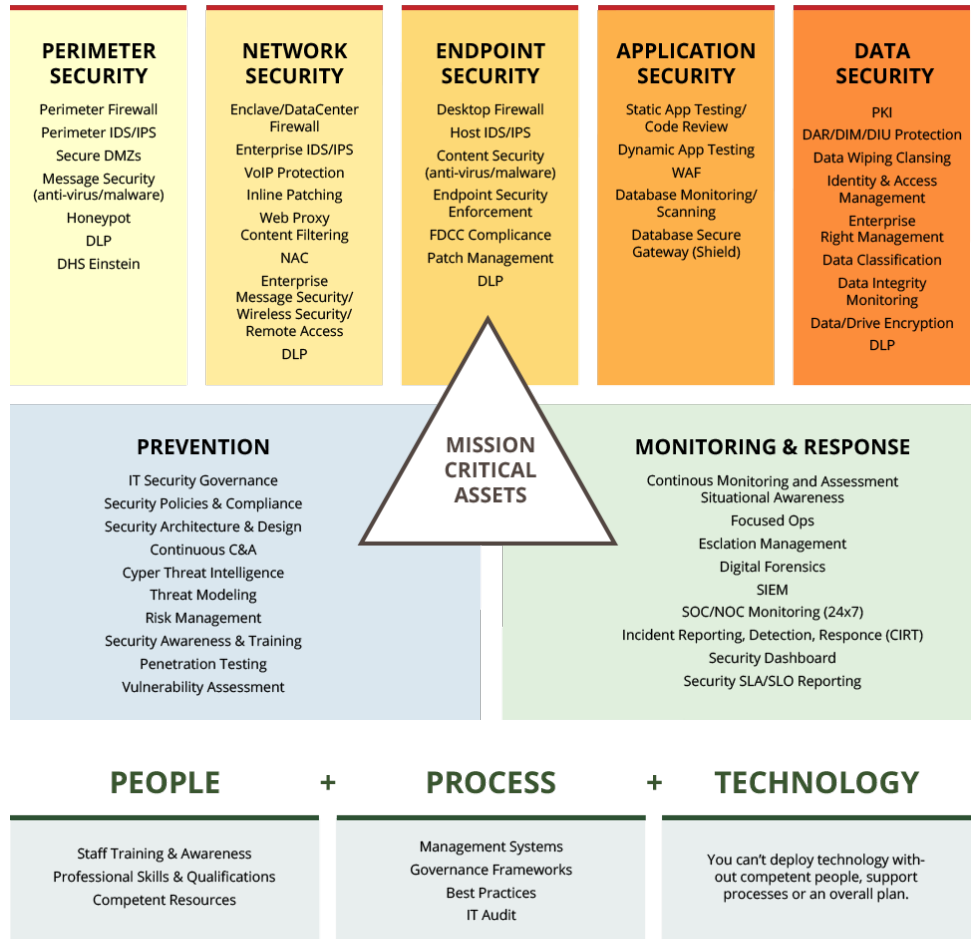 PERIMETER
SECURITY
Perimeter Firewall
Perimeter IDS/IPS
Secure DMZs
Message Security
(anti-virus/malware)
Honeypot
DLP
DHS Einstein
NETWORK
SECURITY
Enclave/DataCenter
Firewall
Enterprise IDS/IPS
VoIP Protection
Inline Patching
Web Proxy
Content Filtering
NAC
Enterprise
Message Security/
Wireless Security/
Remote Access
DLP
ENDPOINT
SECURITY
Desktop Firewall
Host IDS/IPS
Content Security
(anti-virus/malware)
Endpoint Security
Enforcement
FDCC Complicance
Patch Management
DLP
APPLICATION
SECURITY
Static App Testing/
Code Review
Dynamic App Testing
WAF
Database Monitoring/
Scanning
Database Secure
Gateway (Shield)
DATA
SECURITY
PKI
DAR/DIM/DIU Protection
Data Wiping Clansing
Identity & Access
Management
Enterprise
Right Management
Data Classification
Data Integrity
Monitoring
Data/Drive Encryption
DLP
MISSION
CRITICAL
ASSETS
PREVENTION
IT Security Governance
Security Policies & Compliance
Security Architecture & Design
Continuous C&A
Cyper Threat Intelligence
Threat Modeling
Risk Management
Security Awareness & Training
Penetration Testing
Vulnerability Assessment
MONITORING & RESPONSE
Continous Monitoring and Assessment
Situational Awareness
Focused Ops
Esclation Management
Digital Forensics
SIEM
SOC/NOC Monitoring (24x7)
Incident Reporting, Detection, Responce (CIRT)
Security Dashboard
Security SLA/SLO Reporting
PEOPLE + PROCESS + TECHNOLOGY
Staff Training & Awareness
Professional Skills & Qualifications
Competent Resources
Management Systems
Governance Frameworks
Best Practices
IT Audit
You can't deploy technology with-
out competent people, support
processes or an overall plan.